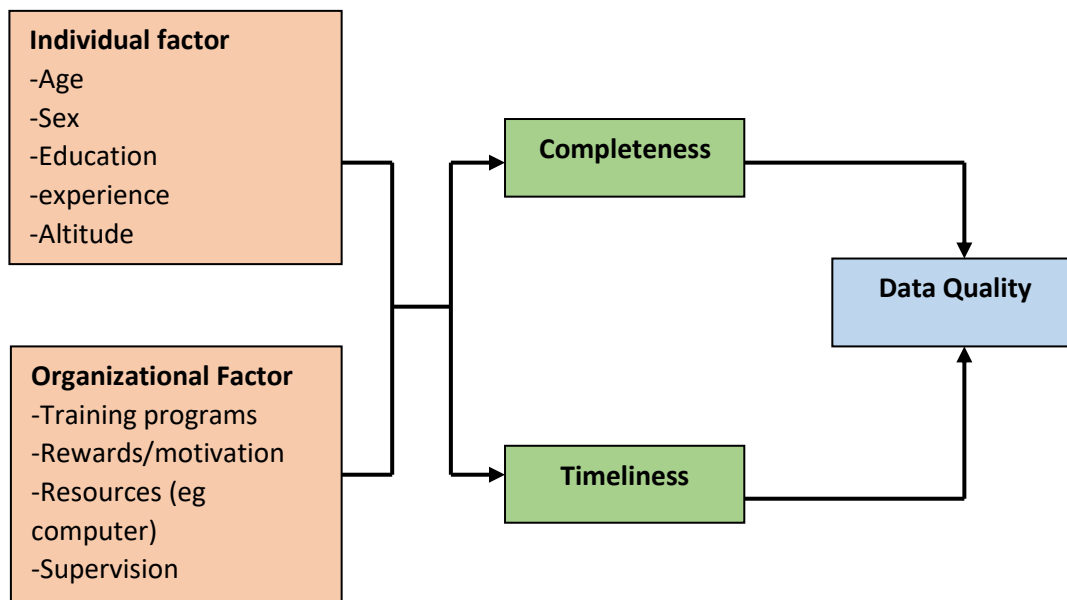 Individual factor
-Age
-Sex
-Education
-experience
-Altitude
Organizational Factor
-Training programs
-Rewards/motivation
-Resources (eg
computer)
-Supervision
Completeness
Timeliness
Data Quality